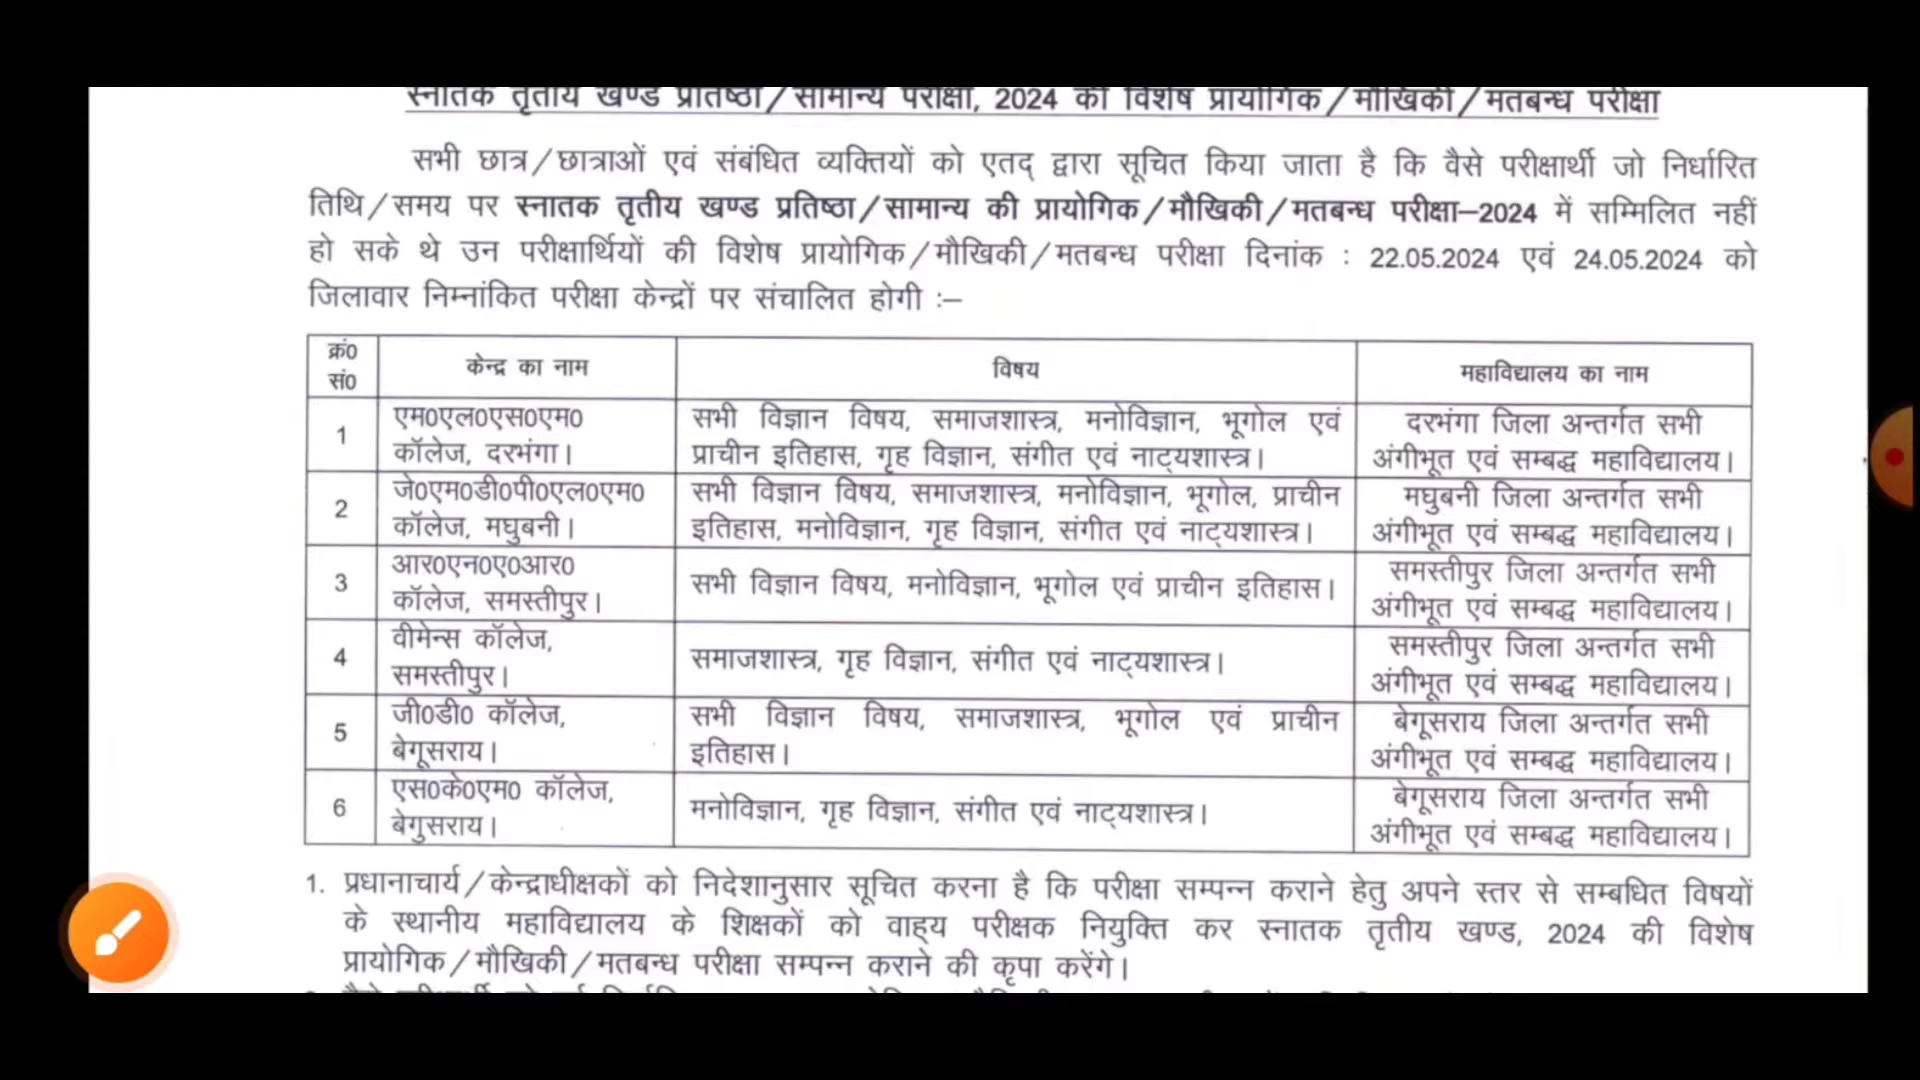 स्नातक तृतीय खण्ड प्रतिष्ठा/सामान्य परीक्षा, 2024 की विशेष प्रायोगिक/मौखिकी/मतबन्ध परीक्षा
सभी छात्र/छात्राओं एवं संबंधित व्यक्तियों को एतद् द्वारा सूचित किया जाता है कि वैसे परीक्षार्थी जो निर्धारित
तिथि/समय पर स्नातक तृतीय खण्ड प्रतिष्ठा/सामान्य की प्रायोगिक/मौखिकी/मतबन्ध परीक्षा–2024 में सम्मिलित नहीं
हो सके थे उन परीक्षार्थियों की विशेष प्रायोगिक/मौखिकी/मतबन्ध परीक्षा दिनांक : 22.05.2024 एवं 24.05.2024 को
जिलावार निम्नांकित परीक्षा केन्द्रों पर संचालित होगी :–
क्रं0
सं0
केन्द्र का नाम
विषय
महाविद्यालय का नाम
1
एम0एल0एस0एम0
कॉलेज, दरभंगा।
सभी विज्ञान विषय, समाजशास्त्र, मनोविज्ञान, भूगोल एवं
प्राचीन इतिहास, गृह विज्ञान, संगीत एवं नाट्यशास्त्र।
दरभंगा जिला अन्तर्गत सभी
अंगीभूत एवं सम्बद्ध महाविद्यालय।
2
जे0एम0डी0पी0एल0एम0
कॉलेज, मघुबनी।
सभी विज्ञान विषय, समाजशास्त्र, मनोविज्ञान, भूगोल, प्राचीन
इतिहास, मनोविज्ञान, गृह विज्ञान, संगीत एवं नाट्यशास्त्र।
मघुबनी जिला अन्तर्गत सभी
अंगीभूत एवं सम्बद्ध महाविद्यालय।
3
आर0एन0ए0आर0
कॉलेज, समस्तीपुर।
सभी विज्ञान विषय, मनोविज्ञान, भूगोल एवं प्राचीन इतिहास।
समस्तीपुर जिला अन्तर्गत सभी
अंगीभूत एवं सम्बद्ध महाविद्यालय।
4
वीमेन्स कॉलेज,
समस्तीपुर।
समाजशास्त्र, गृह विज्ञान, संगीत एवं नाट्यशास्त्र।
समस्तीपुर जिला अन्तर्गत सभी
अंगीभूत एवं सम्बद्ध महाविद्यालय।
5
जी0डी0 कॉलेज,
बेगूसराय।
सभी विज्ञान विषय, समाजशास्त्र, भूगोल एवं प्राचीन
इतिहास।
बेगूसराय जिला अन्तर्गत सभी
अंगीभूत एवं सम्बद्ध महाविद्यालय।
6
एस0के0एम0 कॉलेज,
बेगुसराय।
मनोविज्ञान, गृह विज्ञान, संगीत एवं नाट्यशास्त्र।
बेगूसराय जिला अन्तर्गत सभी
अंगीभूत एवं सम्बद्ध महाविद्यालय।
1. प्रधानाचार्य/केन्द्राधीक्षकों को निदेशानुसार सूचित करना है कि परीक्षा सम्पन्न कराने हेतु अपने स्तर से सम्बधित विषयों
के स्थानीय महाविद्यालय के शिक्षकों को वाह्य परीक्षक नियुक्ति कर स्नातक तृतीय खण्ड, 2024 की विशेष
प्रायोगिक/मौखिकी/मतबन्ध परीक्षा सम्पन्न कराने की कृपा करेंगे।